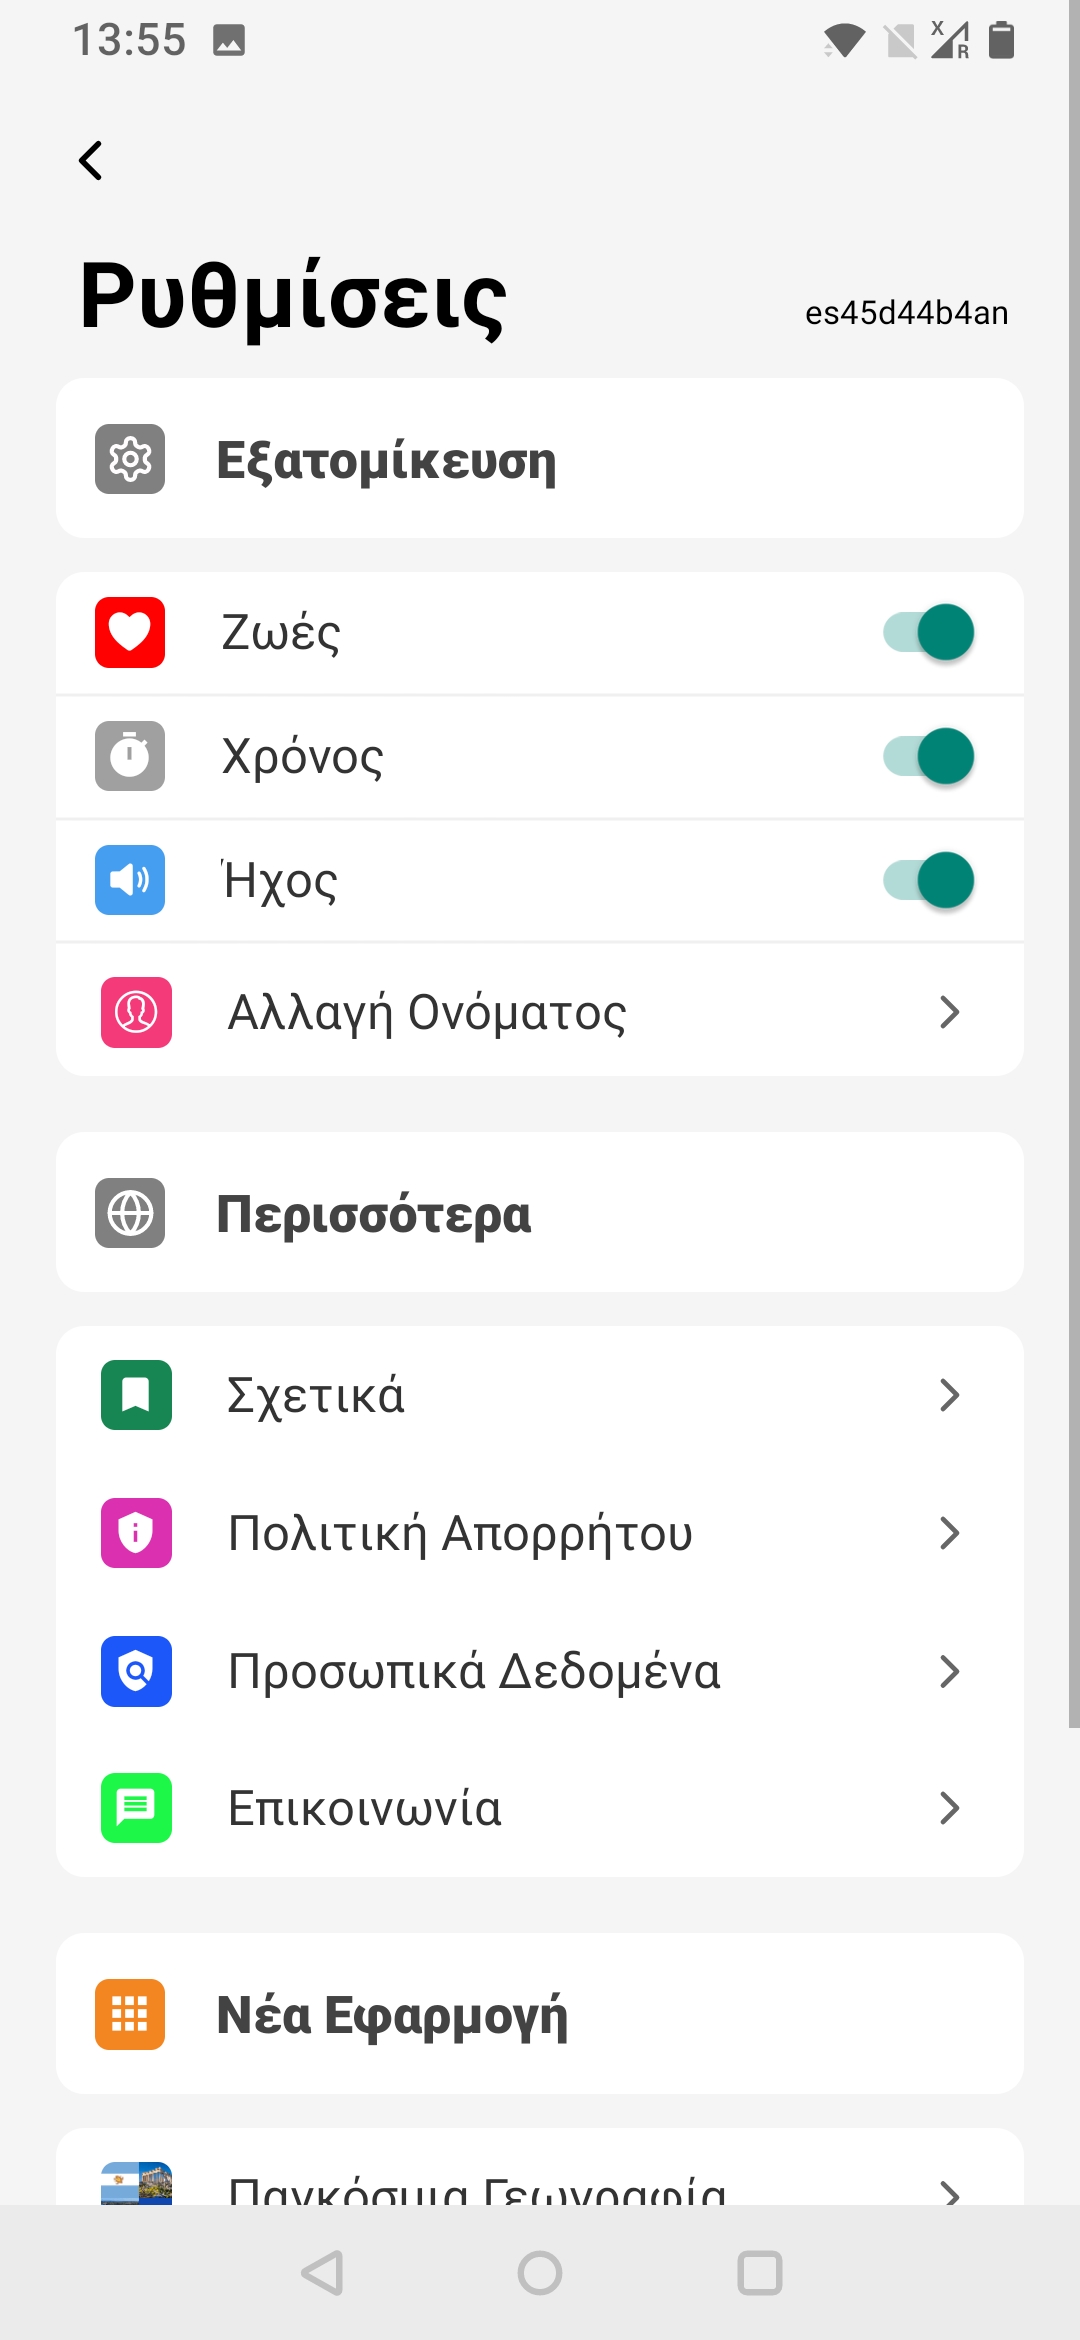 13:55
X
R
Ρυθμίσεις
es45d44b4an
Εξατομίκευση
Ζωές
Χρόνος
Ήχος
Αλλαγή Ονόματος
Περισσότερα
Σχετικά
Πολιτική Απορρήτου
Προσωπικά Δεδομένα
Επικοινωνία
Νέα Εφαρμογή
Παγκόσμια Γεωγραφία